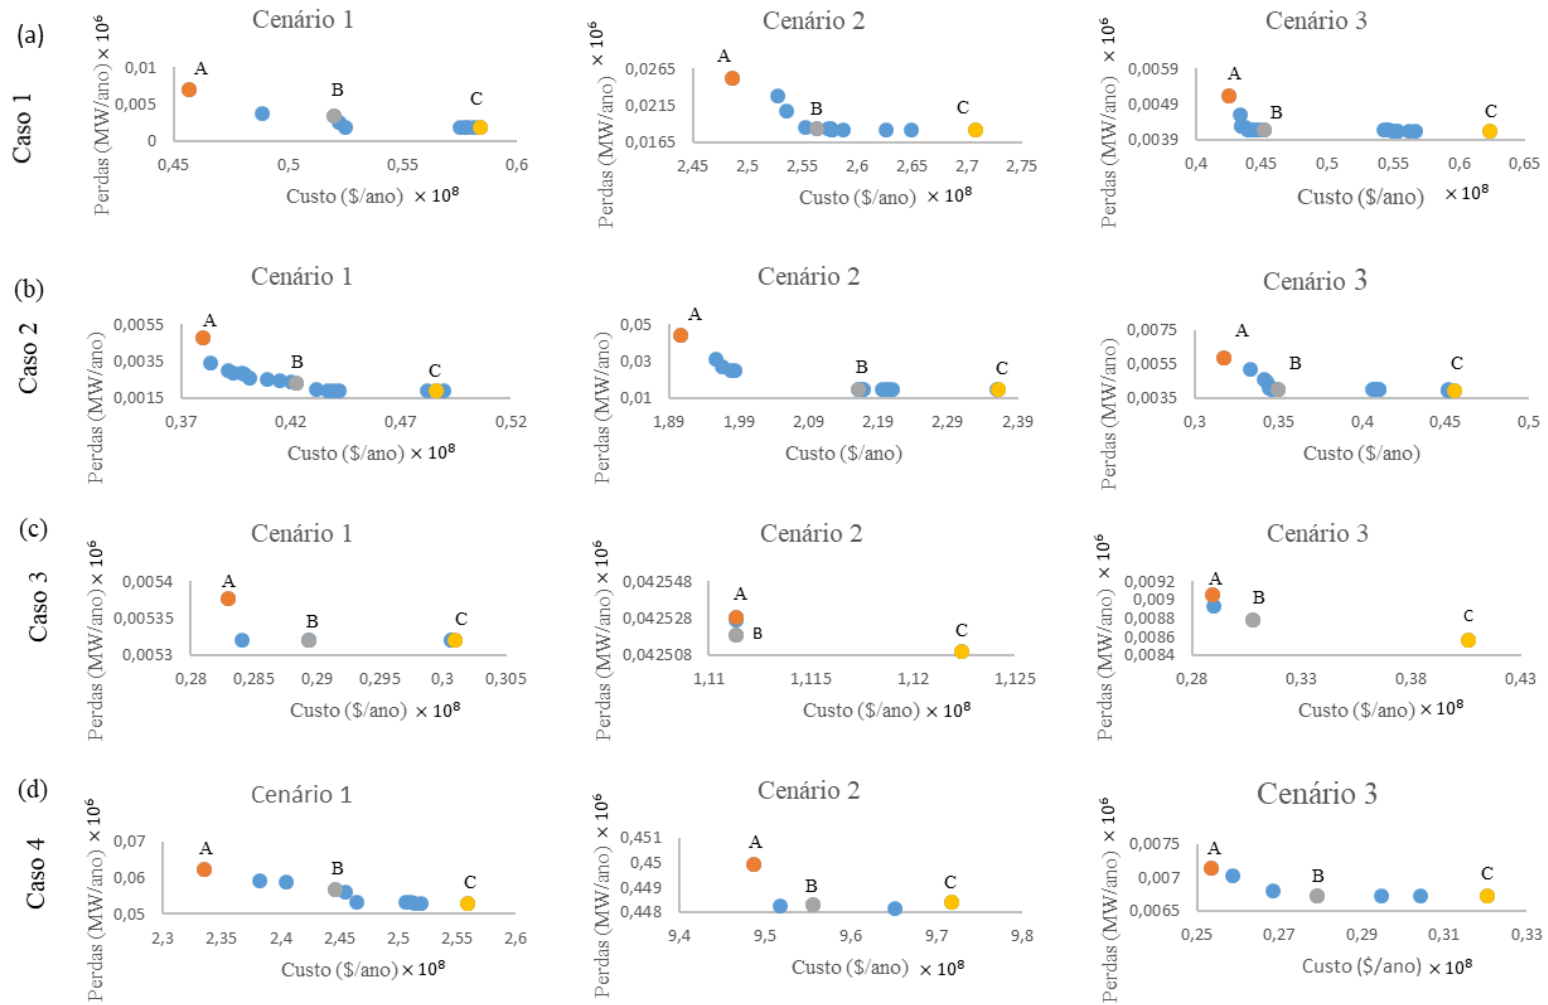 (a)
Caso 1
Cenário 1
Perdas (MW/ano) × 10⁶
0,01
0,005
0
A
B
C
0,45
0,5
0,55
0,6
Custo ($/ano) × 10⁸
Cenário 2
Perdas (MW/ano) × 10⁶
0,0265
0,0215
0,0165
A
B
C
2,45
2,5
2,55
2,6
2,65
2,7
2,75
Custo ($/ano) × 10⁸
Cenário 3
Perdas (MW/ano) × 10⁶
0,0059
0,0049
0,0039
A
B
C
0,4
0,45
0,5
0,55
0,6
0,65
Custo ($/ano) × 10⁸
(b)
Caso 2
Cenário 1
Perdas (MW/ano)
0,0055
0,0035
0,0015
A
B
C
0,37
0,42
0,47
0,52
Custo ($/ano) × 10⁸
Cenário 2
Perdas (MW/ano)
0,05
0,03
0,01
A
B
C
1,89
1,99
2,09
2,19
2,29
2,39
Custo ($/ano)
Cenário 3
Perdas (MW/ano)
0,0075
0,0055
0,0035
A
B
C
0,3
0,35
0,4
0,45
0,5
Custo ($/ano)
(c)
Caso 3
Cenário 1
Perdas (MW/ano) × 10⁶
0,0054
0,00535
0,0053
A
B
C
0,28
0,285
0,29
0,295
0,3
0,305
Custo ($/ano) × 10⁸
Cenário 2
Perdas (MW/ano) × 10⁶
0,042548
0,042528
0,042508
A
B
C
1,11
1,115
1,12
1,125
Custo ($/ano) × 10⁸
Cenário 3
Perdas (MW/ano) × 10⁶
0,0092
0,009
0,0088
0,0086
0,0084
A
B
C
0,28
0,33
0,38
0,43
Custo ($/ano) × 10⁸
(d)
Caso 4
Cenário 1
Perdas (MW/ano) × 10⁶
0,07
0,06
0,05
A
B
C
2,3
2,35
2,4
2,45
2,5
2,55
2,6
Custo ($/ano) × 10⁸
Cenário 2
Perdas (MW/ano) × 10⁶
0,451
0,45
0,449
0,448
A
B
C
9,4
9,5
9,6
9,7
9,8
Custo ($/ano) × 10⁸
Cenário 3
Perdas (MW/ano) × 10⁶
0,0075
0,007
0,0065
A
B
C
0,25
0,27
0,29
0,31
0,33
Custo ($/ano) × 10⁸